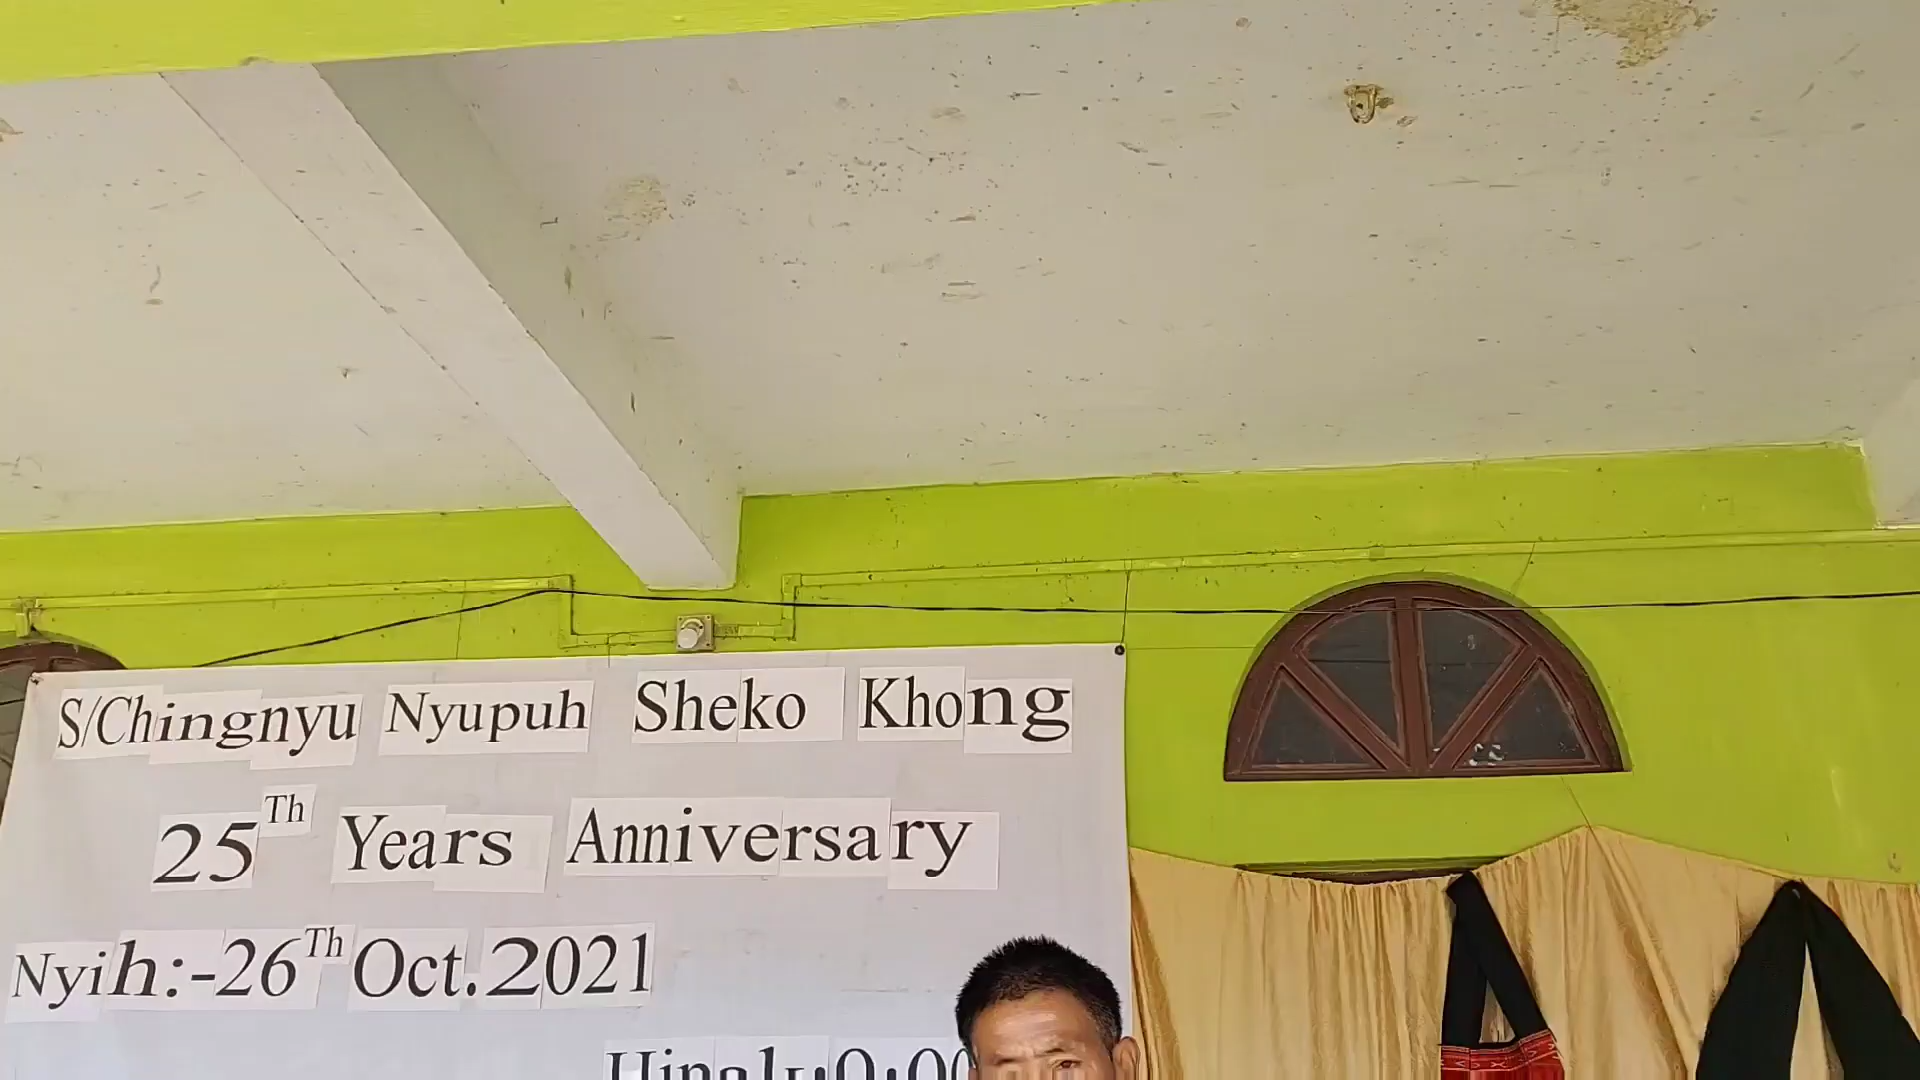 S/Chingnyu Nyupuh Sheko Khong
25Th Years Anniversary
Nyih:-26Th Oct.2021